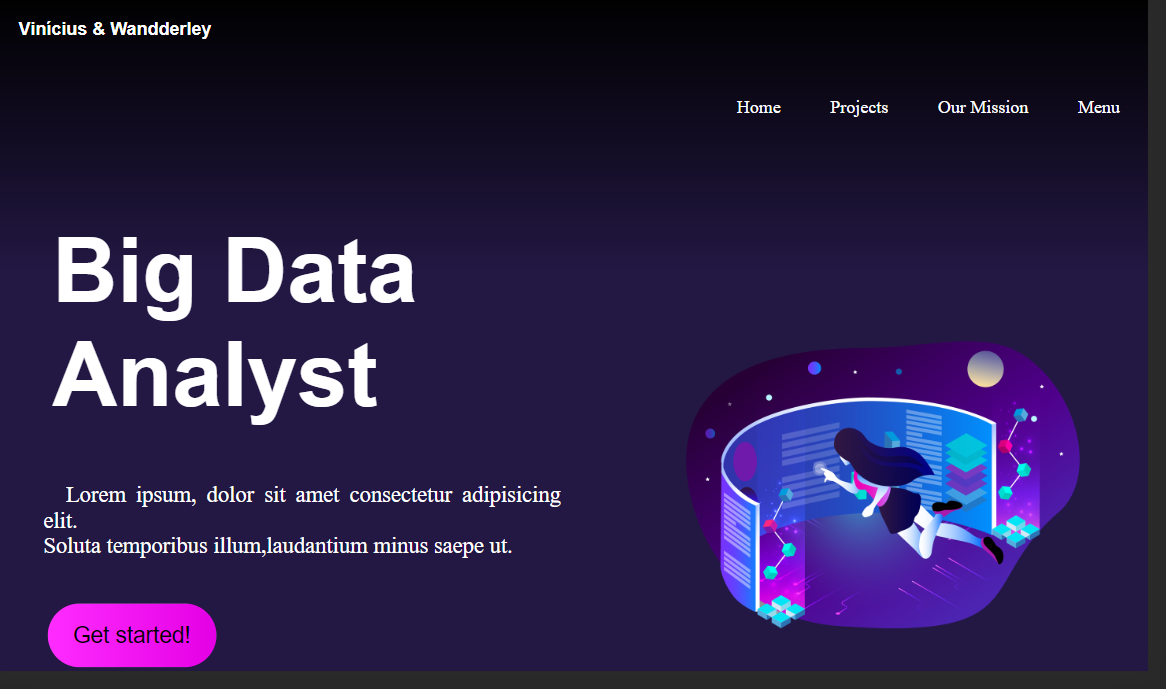 Vinícius & Wandderley
Home Projects Our Mission Menu
Big Data
Analyst
Lorem ipsum, dolor sit amet consectetur adipisicing
elit.
Soluta temporibus illum,laudantium minus saepe ut.
Get started!